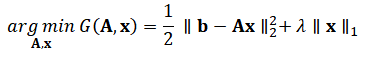 arg min G(A,x) = 1/2 ‖ b − Ax ‖₂² + λ ‖ x ‖₁
A,x